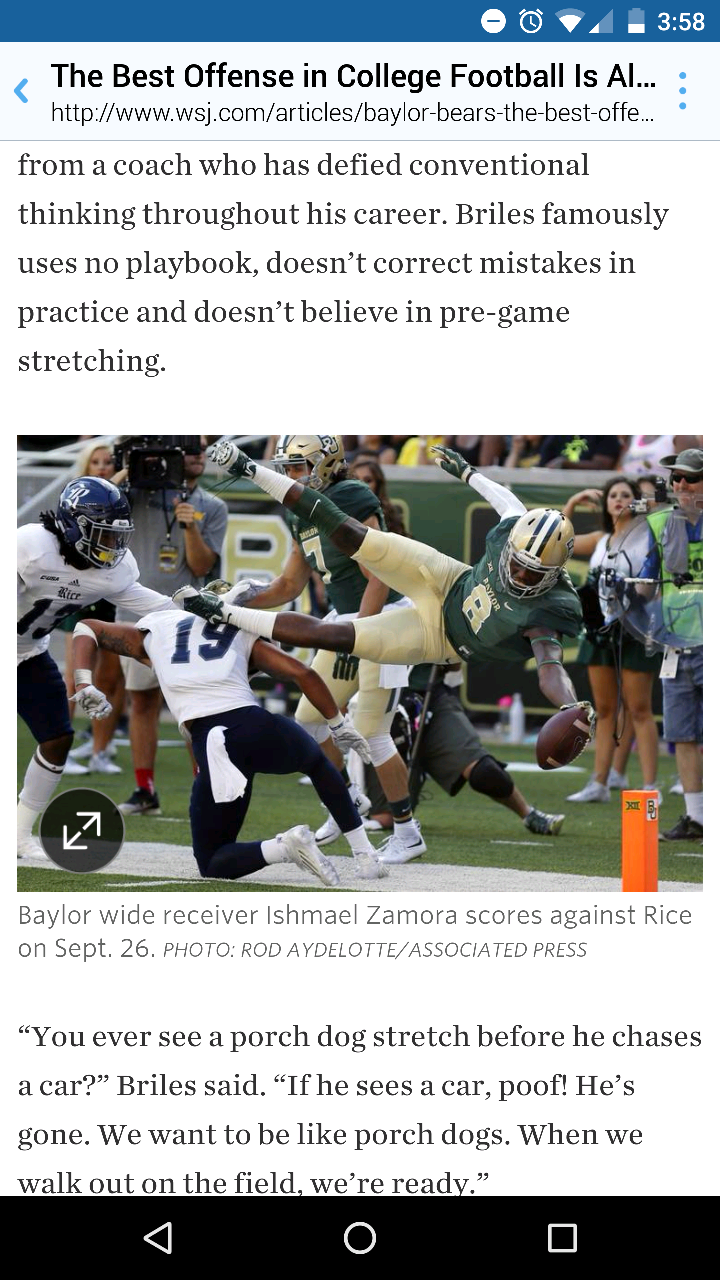 3:58
The Best Offense in College Football Is Al...
http://www.wsj.com/articles/baylor-bears-the-best-offe...
from a coach who has defied conventional
thinking throughout his career. Briles famously
uses no playbook, doesn’t correct mistakes in
practice and doesn’t believe in pre-game
stretching.
Rice
19
7
BAYLOR
8
XII
BU
Baylor wide receiver Ishmael Zamora scores against Rice
on Sept. 26. PHOTO: ROD AYDELOTTE/ASSOCIATED PRESS
“You ever see a porch dog stretch before he chases
a car?” Briles said. “If he sees a car, poof! He’s
gone. We want to be like porch dogs. When we
walk out on the field, we’re ready.”